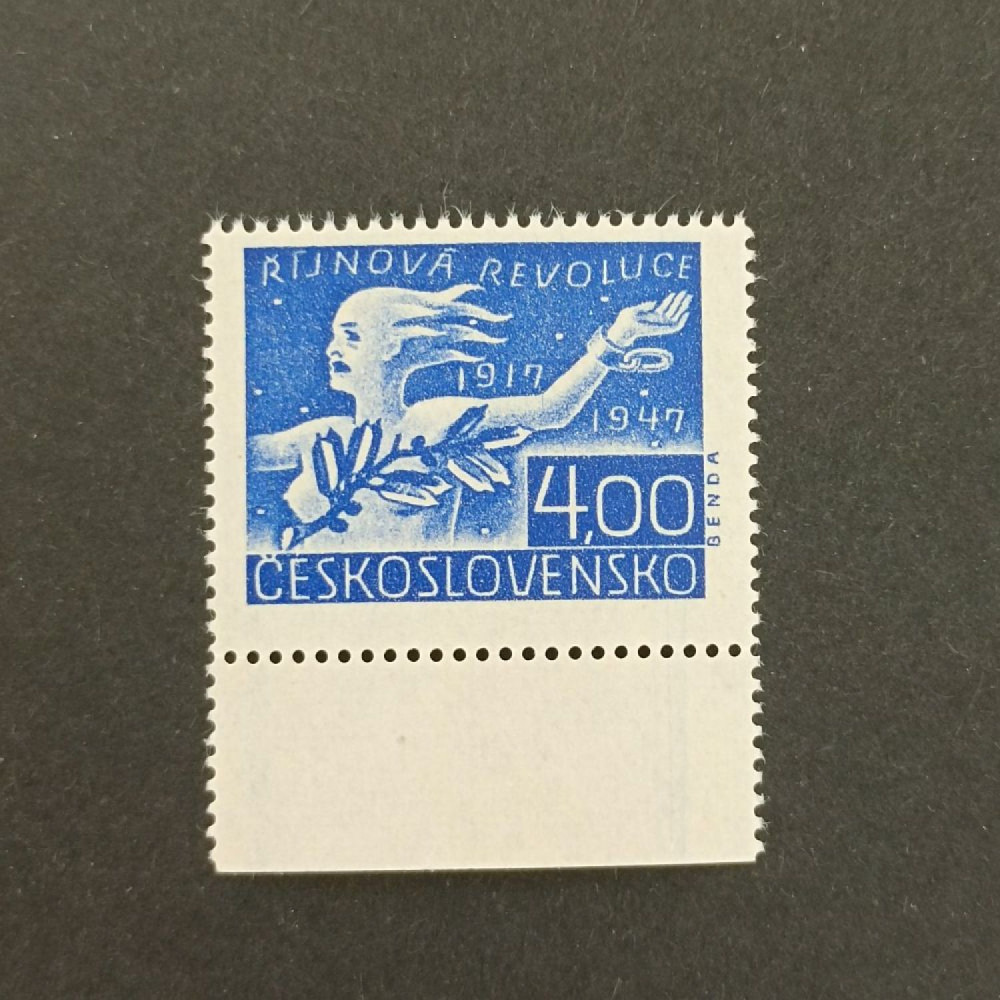 ŘÍJNOVÁ REVOLUCE
1917
1947
4,00
BENDA
ČESKOSLOVENSKO